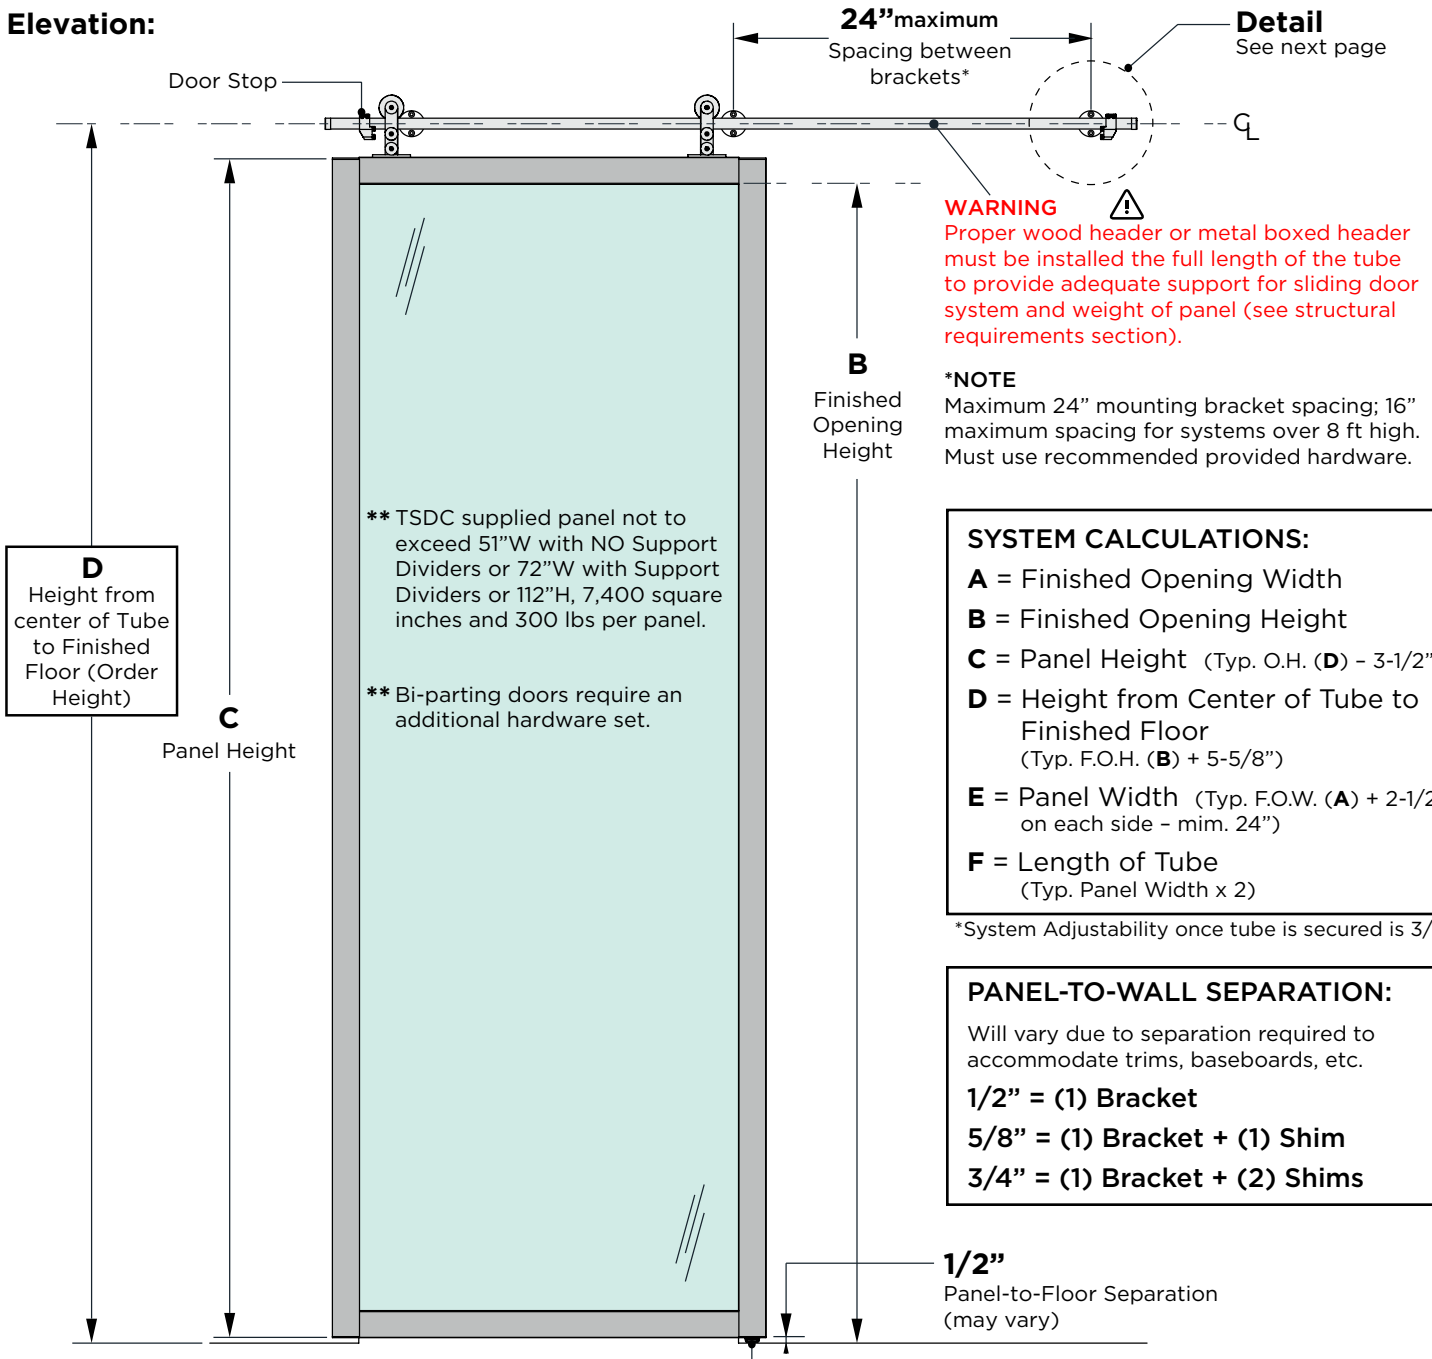 Elevation:
24”maximum
Spacing between
brackets*
Detail
See next page
Door Stop
CL
WARNING
Proper wood header or metal boxed header
must be installed the full length of the tube
to provide adequate support for sliding door
system and weight of panel (see structural
requirements section).
B
Finished
Opening
Height
*NOTE
Maximum 24” mounting bracket spacing; 16”
maximum spacing for systems over 8 ft high.
Must use recommended provided hardware.
** TSDC supplied panel not to
exceed 51”W with NO Support
Dividers or 72”W with Support
Dividers or 112”H, 7,400 square
inches and 300 lbs per panel.
** Bi-parting doors require an
additional hardware set.
D
Height from
center of Tube
to Finished
Floor (Order
Height)
C
Panel Height
SYSTEM CALCULATIONS:
A = Finished Opening Width
B = Finished Opening Height
C = Panel Height (Typ. O.H. (D) – 3-1/2”
D = Height from Center of Tube to
Finished Floor
(Typ. F.O.H. (B) + 5-5/8”)
E = Panel Width (Typ. F.O.W. (A) + 2-1/2
on each side – mim. 24”)
F = Length of Tube
(Typ. Panel Width x 2)
*System Adjustability once tube is secured is 3/
PANEL-TO-WALL SEPARATION:
Will vary due to separation required to
accommodate trims, baseboards, etc.
1/2” = (1) Bracket
5/8” = (1) Bracket + (1) Shim
3/4” = (1) Bracket + (2) Shims
1/2”
Panel-to-Floor Separation
(may vary)